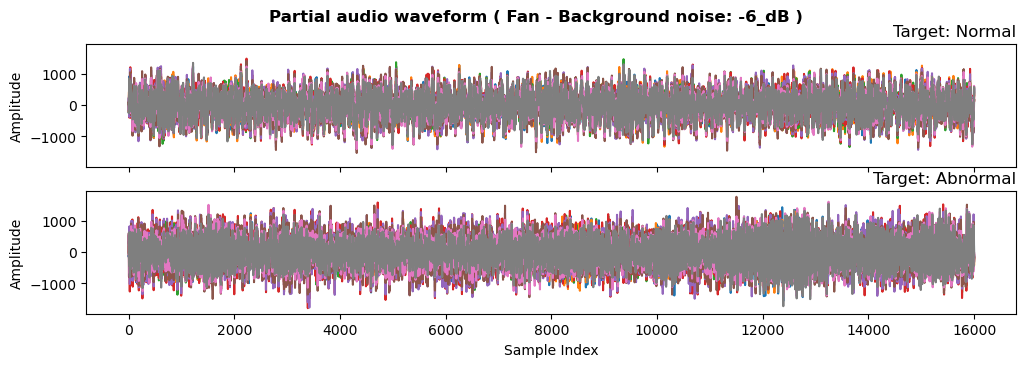 Partial audio waveform ( Fan - Background noise: -6_dB )
Target: Normal
1000
0
−1000
Amplitude
Target: Abnormal
1000
0
−1000
Amplitude
0 2000 4000 6000 8000 10000 12000 14000 16000
Sample Index